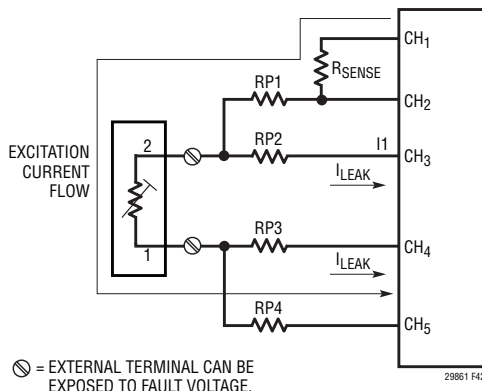 CH1
RSENSE
RP1
CH2
RP2
I1
CH3
EXCITATION
CURRENT
FLOW
2
ILEAK
RP3
CH4
1
ILEAK
RP4
CH5
= EXTERNAL TERMINAL CAN BE
EXPOSED TO FAULT VOLTAGE.
29861 F42